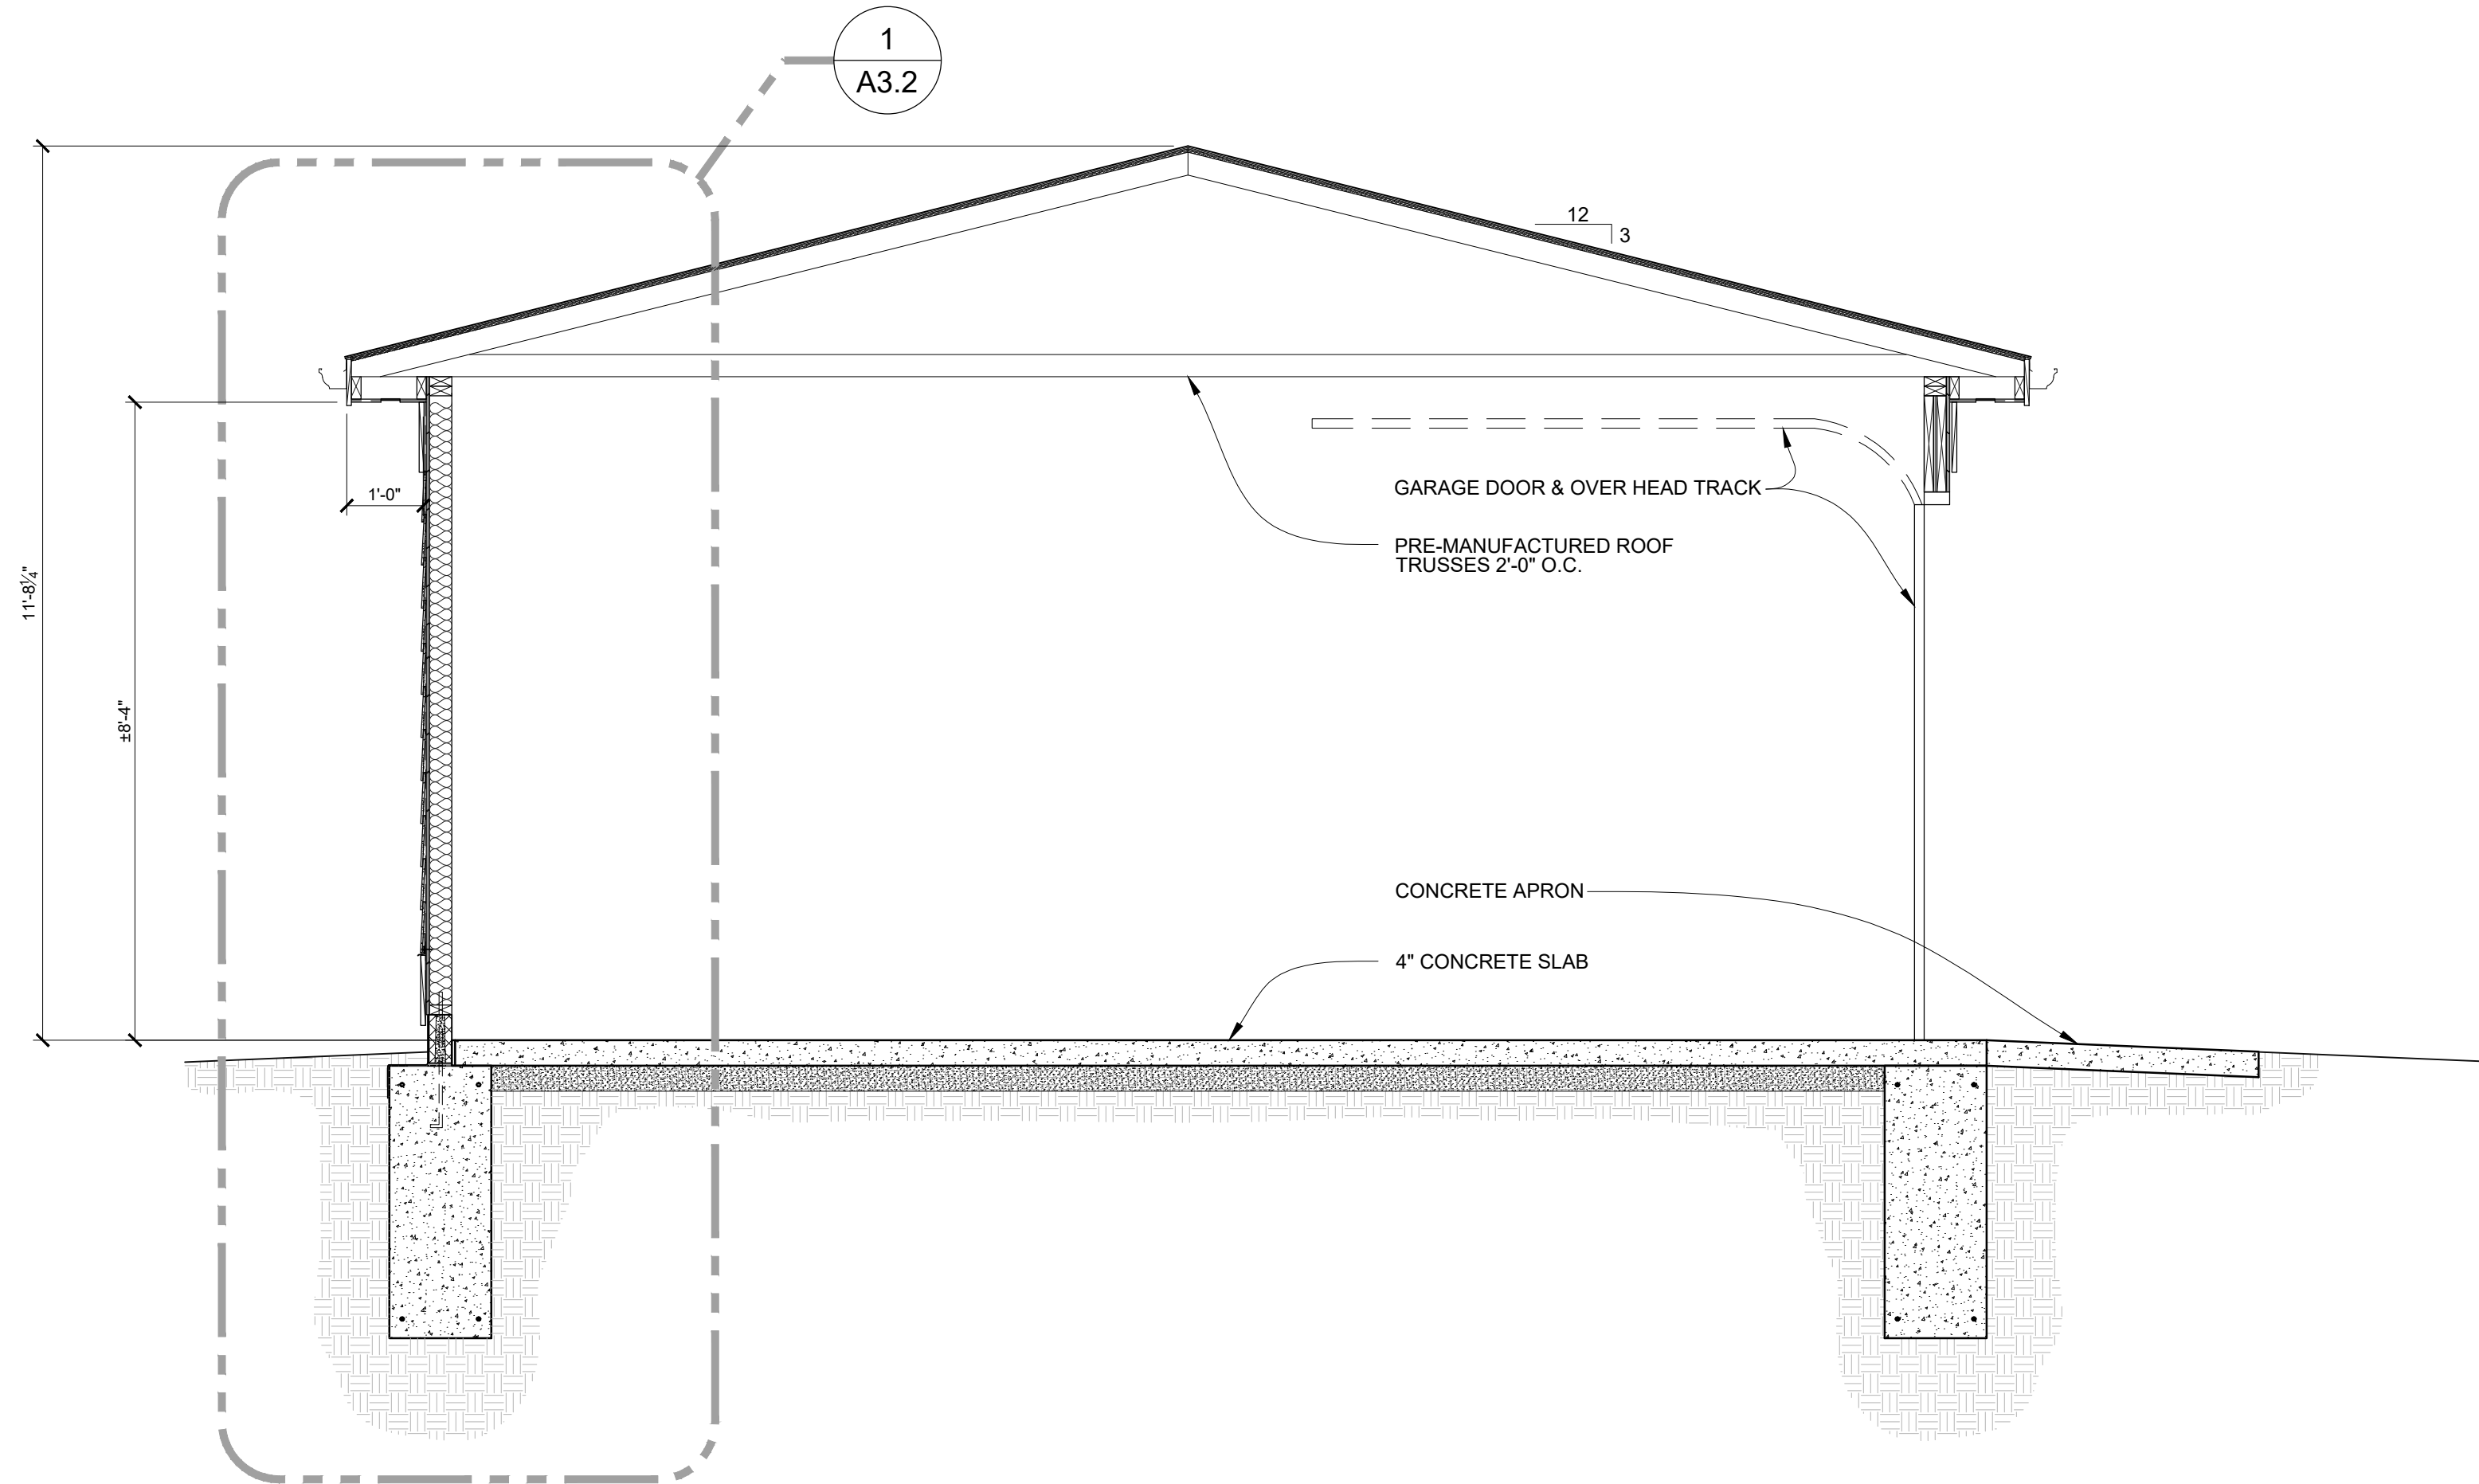 1
A3.2
12
3
1'-0"
GARAGE DOOR & OVER HEAD TRACK
PRE-MANUFACTURED ROOF
TRUSSES 2'-0" O.C.
11'-8¼"
±8'-4"
CONCRETE APRON
4" CONCRETE SLAB